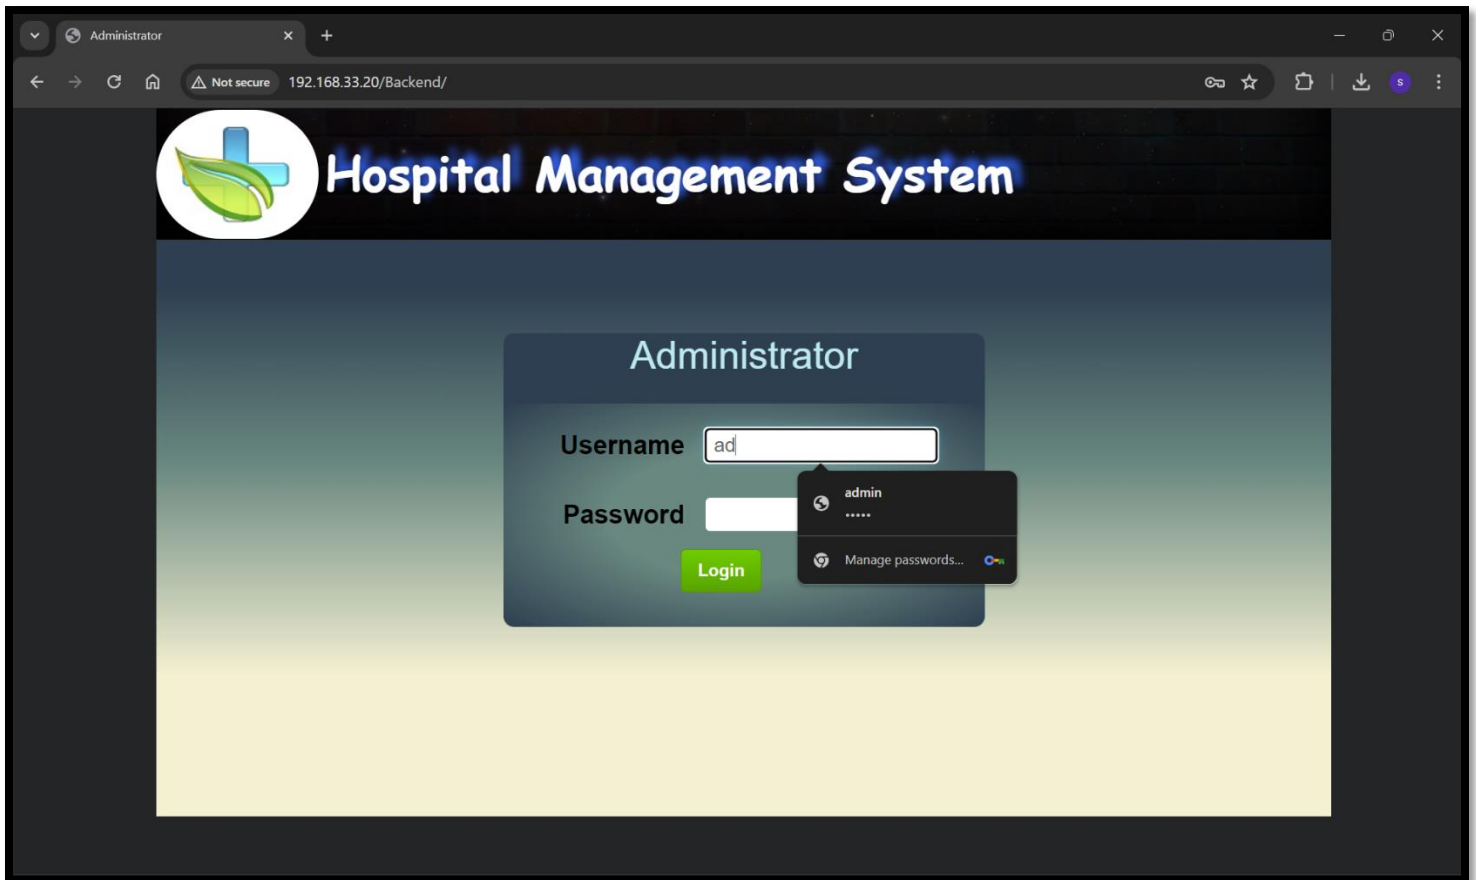 Administrator
Not secure 192.168.33.20/Backend/
s
Hospital Management System
Administrator
Username ad
admin
•••••
Password
Manage passwords...
Login